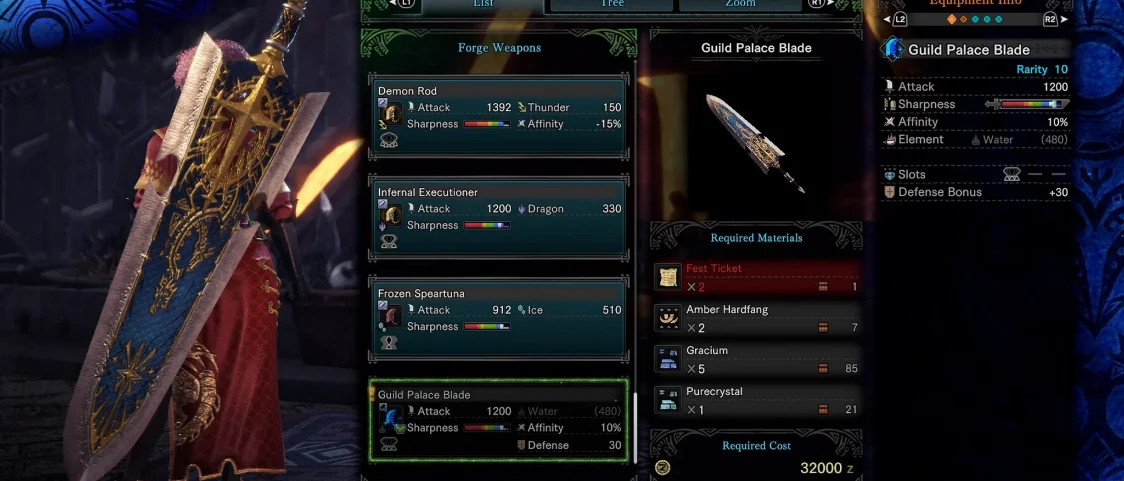 L1
List
Tree
Zoom
R1
Forge Weapons
Demon Rod
Attack 1392 Thunder 150
Sharpness Affinity -15%
Infernal Executioner
Attack 1200 Dragon 330
Sharpness
Frozen Speartuna
Attack 912 Ice 510
Sharpness
Guild Palace Blade
Attack 1200 Water (480)
Sharpness Affinity 10%
Defense 30
Guild Palace Blade
Required Materials
Fest Ticket
×2 1
Amber Hardfang
×2 7
Gracium
×5 85
Purecrystal
×1 21
Required Cost
32000 z
Equipment Info
L2 R2
Guild Palace Blade
Rarity 10
Attack 1200
Sharpness
Affinity 10%
Element Water (480)
Slots — —
Defense Bonus +30